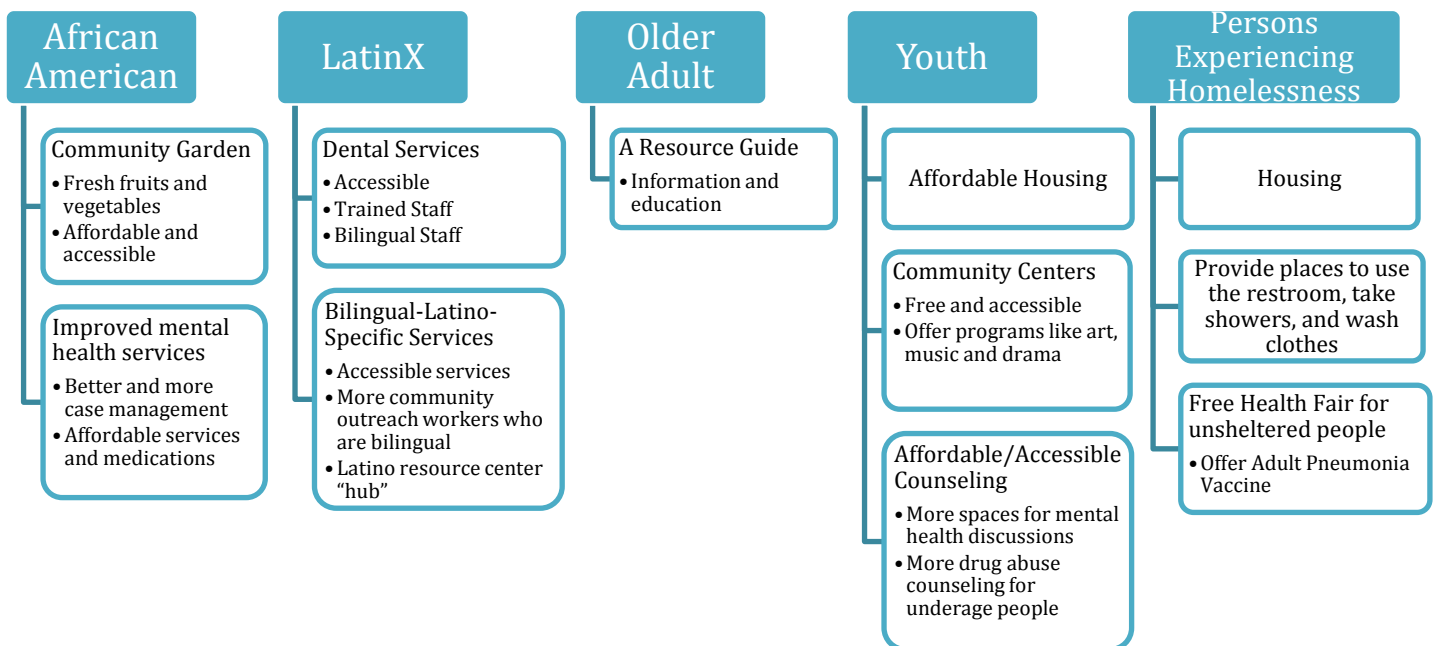 African
American
Community Garden
• Fresh fruits and
vegetables
• Affordable and
accessible
Improved mental
health services
• Better and more
case management
• Affordable services
and medications
LatinX
Dental Services
• Accessible
• Trained Staff
• Bilingual Staff
Bilingual-Latino-
Specific Services
• Accessible services
• More community
outreach workers who
are bilingual
• Latino resource center
“hub”
Older
Adult
A Resource Guide
• Information and
education
Youth
Affordable Housing
Community Centers
• Free and accessible
• Offer programs like art,
music and drama
Affordable/Accessible
Counseling
• More spaces for mental
health discussions
• More drug abuse
counseling for
underage people
Persons
Experiencing
Homelessness
Housing
Provide places to use
the restroom, take
showers, and wash
clothes
Free Health Fair for
unsheltered people
• Offer Adult Pneumonia
Vaccine